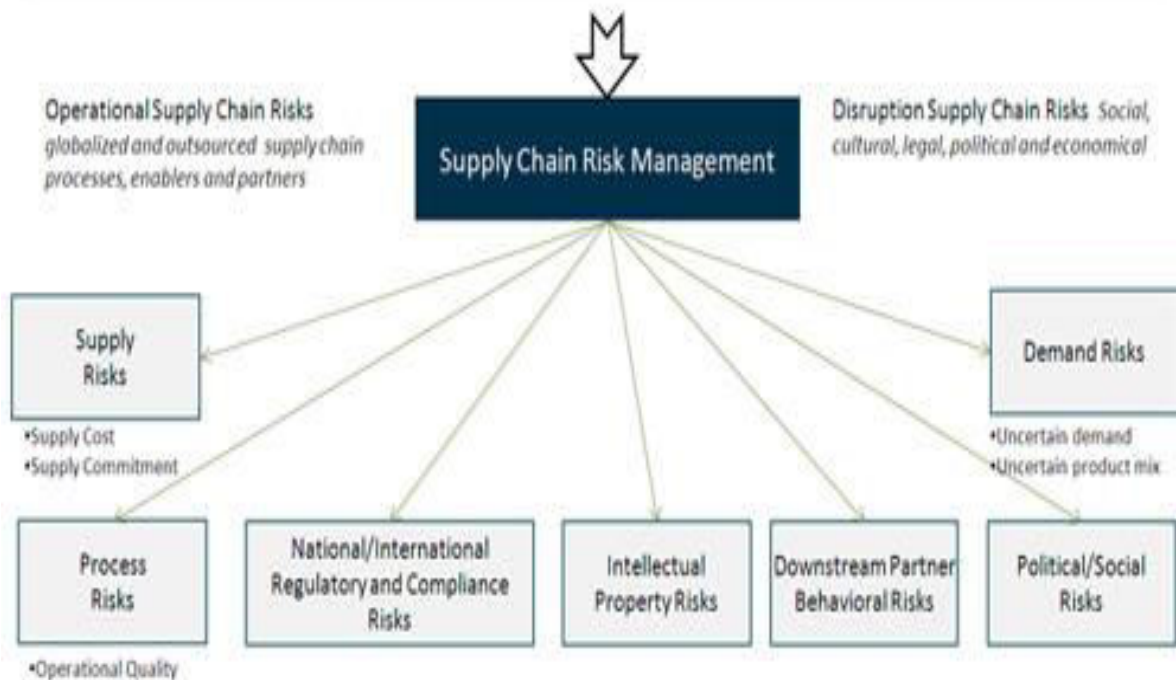 Operational Supply Chain Risks
globalized and outsourced supply chain
processes, enablers and partners
Supply Chain Risk Management
Disruption Supply Chain Risks Social,
cultural, legal, political and economical
Supply
Risks
•Supply Cost
•Supply Commitment
Demand Risks
•Uncertain demand
•Uncertain product mix
Process
Risks
•Operational Quality
National/International
Regulatory and Compliance
Risks
Intellectual
Property Risks
Downstream Partner
Behavioral Risks
Political/Social
Risks